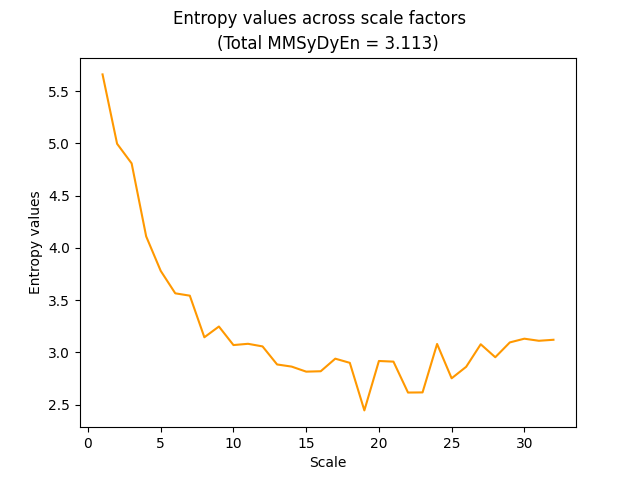 Entropy values across scale factors
(Total MMSyDyEn = 3.113)
5.5
5.0
4.5
4.0
3.5
3.0
2.5
Entropy values
0 5 10 15 20 25 30
Scale